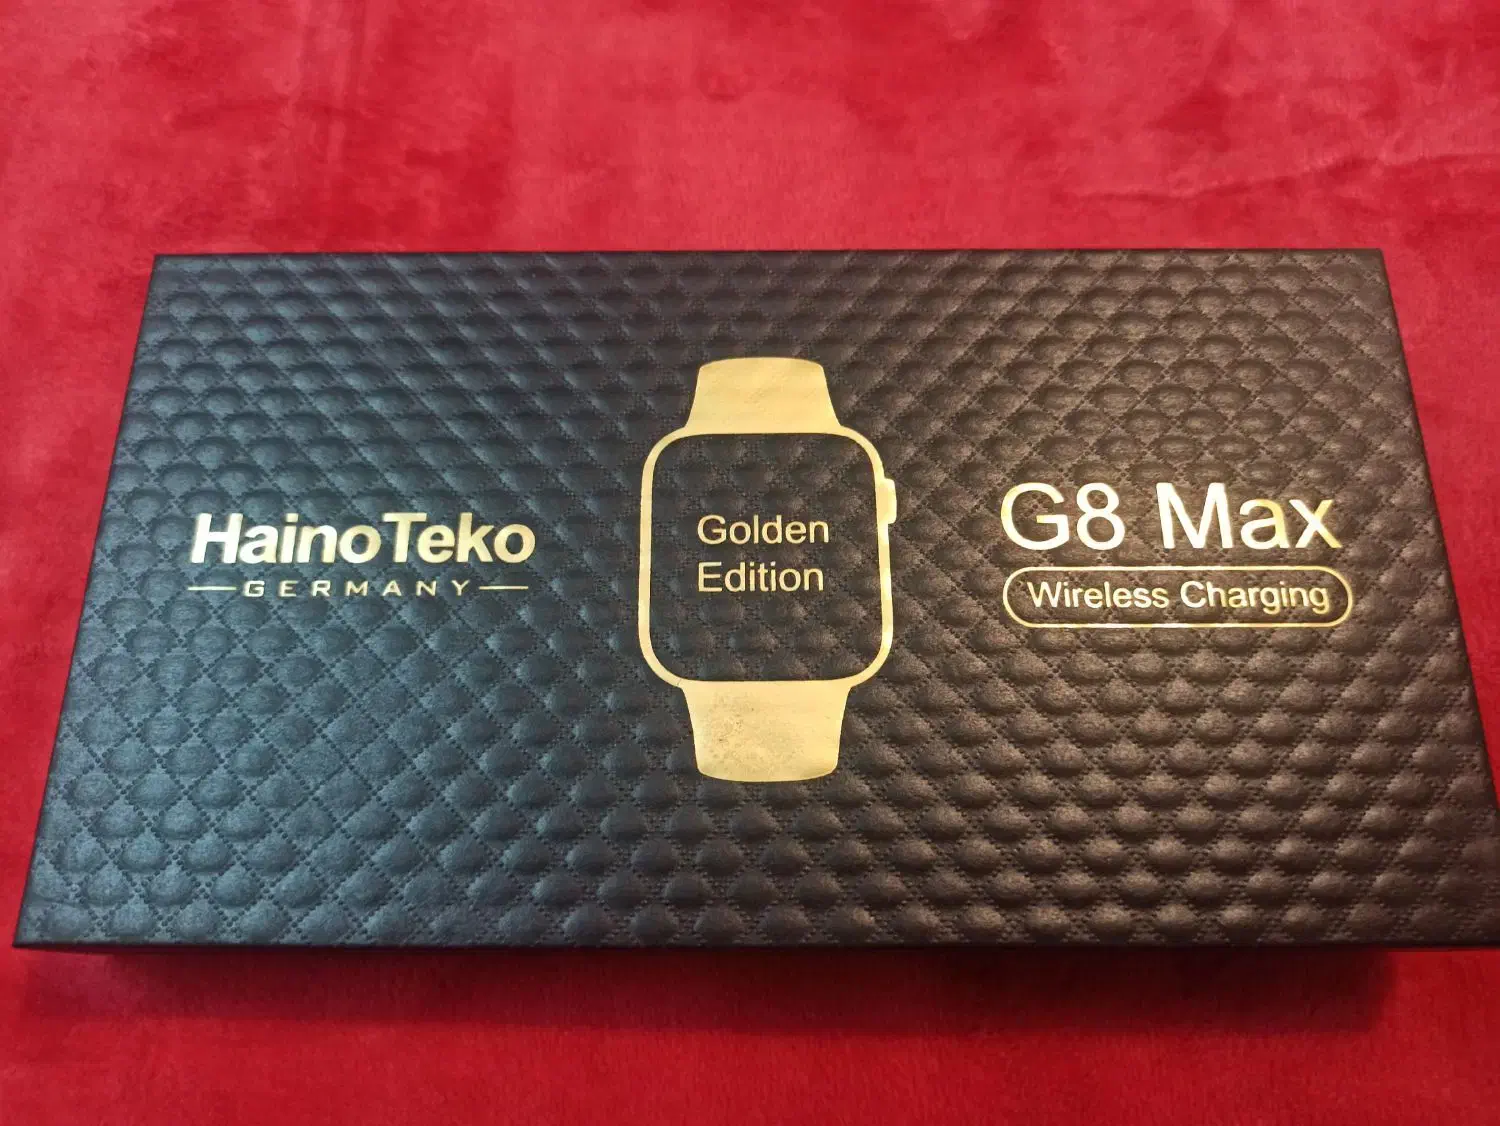 HainoTeko
GERMANY
Golden
Edition
G8 Max
Wireless Charging